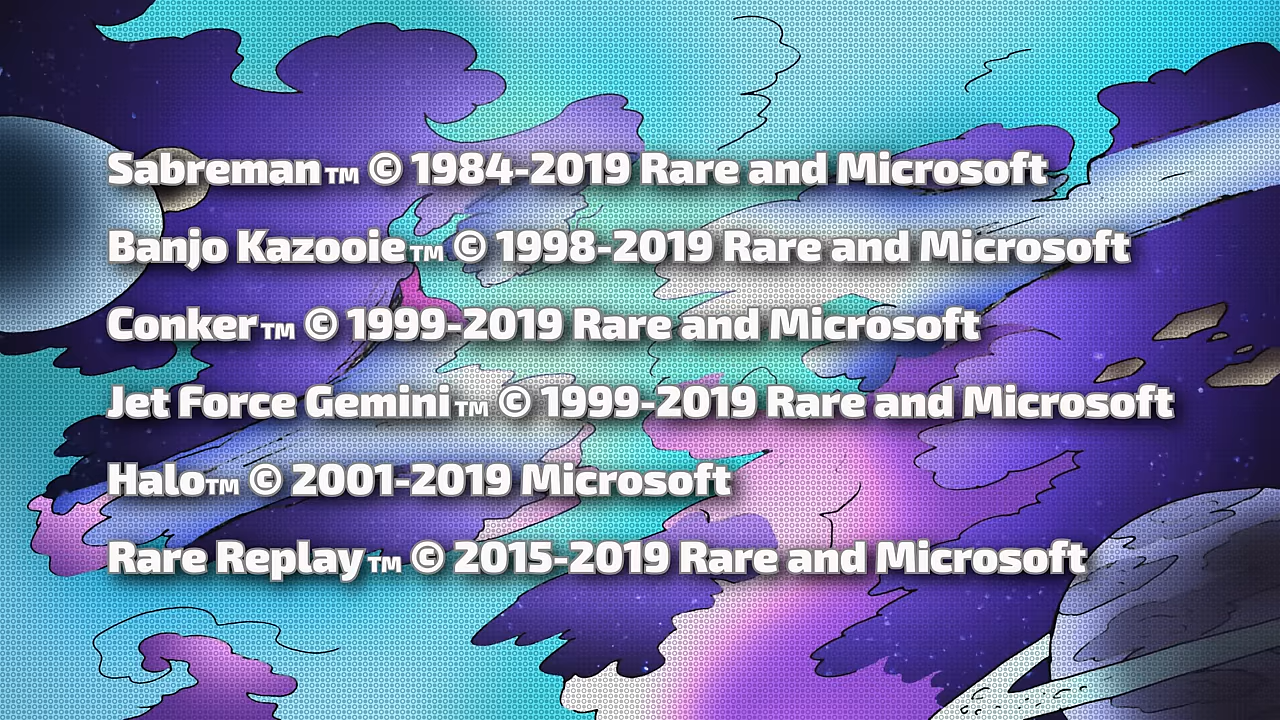 Sabreman™ © 1984-2019 Rare and Microsoft
Banjo Kazooie™ © 1998-2019 Rare and Microsoft
Conker™ © 1999-2019 Rare and Microsoft
Jet Force Gemini™ © 1999-2019 Rare and Microsoft
Halo™ © 2001-2019 Microsoft
Rare Replay™ © 2015-2019 Rare and Microsoft